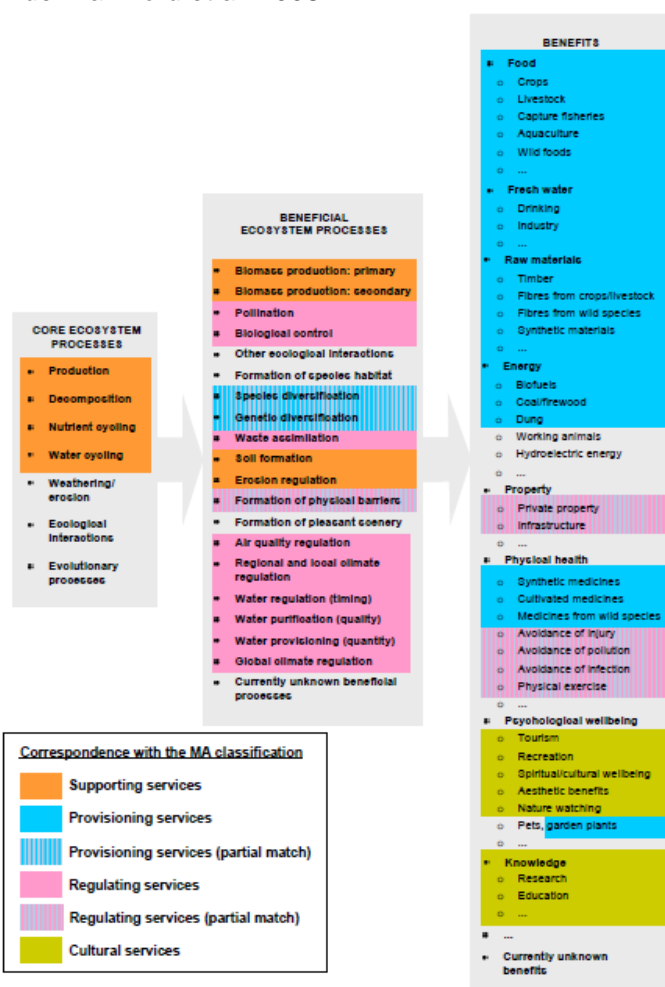 CORE ECOSYSTEM
PROCESSES
Production
Decomposition
Nutrient cycling
Water cycling
Weathering/
erosion
Ecological
Interactions
Evolutionary
processes
BENEFICIAL
ECOSYSTEM PROCESSES
Biomass production: primary
Biomass production: secondary
Pollination
Biological control
Other ecological interactions
Formation of species habitat
Species diversification
Genetic diversification
Waste assimilation
Soil formation
Erosion regulation
Formation of physical barriers
Formation of pleasant scenery
Air quality regulation
Regional and local climate
regulation
Water regulation (timing)
Water purification (quality)
Water provisioning (quantity)
Global climate regulation
Currently unknown beneficial
processes
BENEFITS
Food
Crops
Livestock
Capture fisheries
Aquaculture
Wild foods
...
Fresh water
Drinking
Industry
...
Raw materials
Timber
Fibres from crops/livestock
Fibres from wild species
Synthetic materials
...
Energy
Biofuels
Coal/firewood
Dung
Working animals
Hydroelectric energy
...
Property
Private property
Infrastructure
...
Physical health
Synthetic medicines
Cultivated medicines
Medicines from wild species
Avoidance of injury
Avoidance of pollution
Avoidance of infection
Physical exercise
...
Psychological wellbeing
Tourism
Recreation
Spiritual/cultural wellbeing
Aesthetic benefits
Nature watching
Pets, garden plants
...
Knowledge
Research
Education
...
...
Currently unknown
benefits
Correspondence with the MA classification
Supporting services
Provisioning services
Provisioning services (partial match)
Regulating services
Regulating services (partial match)
Cultural services